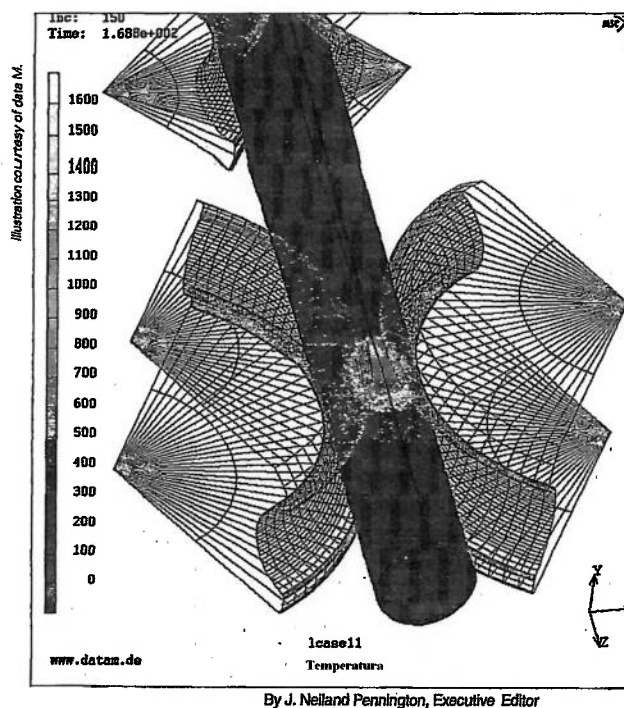 Inc: 150
Time: 1.688e+002
msc
Illustration courtesy of data M.
1600
1500
1400
1300
1200
1100
1000
900
800
700
600
500
400
300
200
100
0
Y
Z
lcase11
www.datam.de
Temperatura
By J. Neiland Pennington, Executive Editor